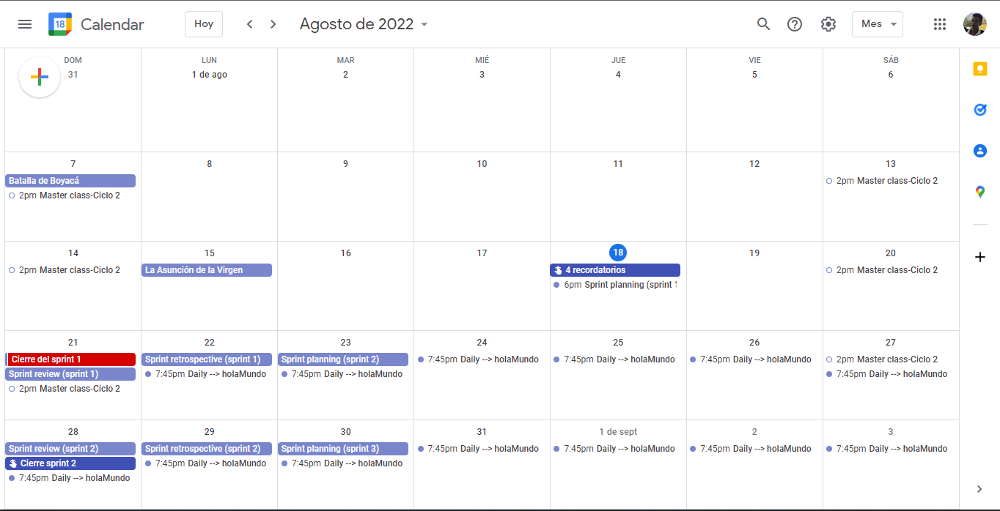 18 Calendar Hoy Agosto de 2022 Mes
DOM LUN MAR MIÉ JUE VIE SÁB
31 1 de ago 2 3 4 5 6
7 8 9 10 11 12 13
Batalla de Boyacá 2pm Master class-Ciclo 2
2pm Master class-Ciclo 2
14 15 16 17 18 19 20
2pm Master class-Ciclo 2 La Asunción de la Virgen 4 recordatorios 2pm Master class-Ciclo 2
6pm Sprint planning (sprint 1
21 22 23 24 25 26 27
Cierre del sprint 1 Sprint retrospective (sprint 1) Sprint planning (sprint 2) 7:45pm Daily --> holaMundo 7:45pm Daily --> holaMundo 7:45pm Daily --> holaMundo 2pm Master class-Ciclo 2
Sprint review (sprint 1) 7:45pm Daily --> holaMundo 7:45pm Daily --> holaMundo 7:45pm Daily --> holaMundo
2pm Master class-Ciclo 2
28 29 30 31 1 de sept 2 3
Sprint review (sprint 2) Sprint retrospective (sprint 2) Sprint planning (sprint 3) 7:45pm Daily --> holaMundo 7:45pm Daily --> holaMundo 7:45pm Daily --> holaMundo 7:45pm Daily --> holaMundo
Cierre sprint 2 7:45pm Daily --> holaMundo 7:45pm Daily --> holaMundo
7:45pm Daily --> holaMundo